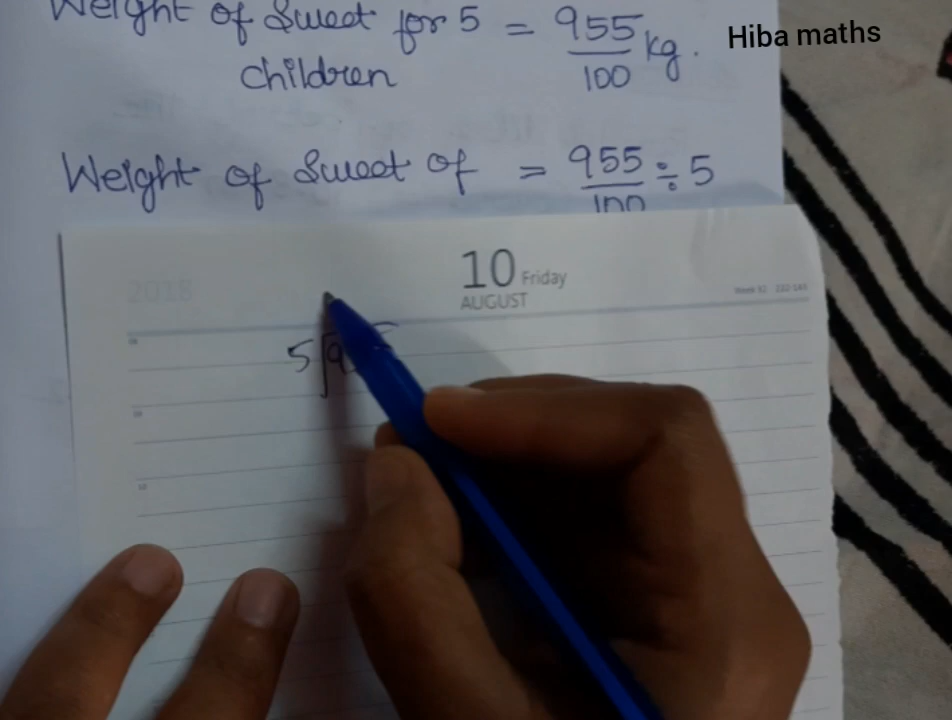 Weight of Sweet for 5 = 955/100 kg.
Children
Hiba maths
Weight of Sweet of = 955/100 ÷ 5
2018
10 Friday
AUGUST
5